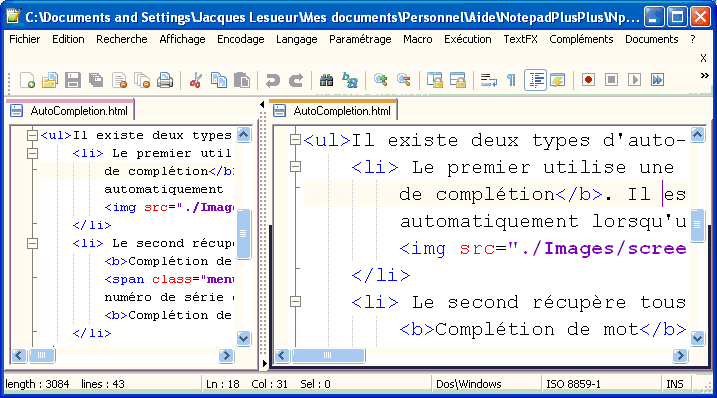 C:\Documents and Settings\Jacques Lesueur\Mes documents\Personnel\Aide\NotepadPlusPlus\Np...
Fichier Edition Recherche Affichage Encodage Langage Paramétrage Macro Exécution TextFX Compléments Documents ?
X
AutoCompletion.html
<ul>Il existe deux types
<li> Le premier util
de complétion</b
automatiquement
<img src="./Imag
</li>
<li> Le second récup
<b>Complétion de
<span class="menu
numéro de série
<b>Complétion de
</li>
AutoCompletion.html
<ul>Il existe deux types d'auto-
<li> Le premier utilise une
de complétion</b>. Il es
automatiquement lorsqu'u
<img src="./Images/scree
</li>
<li> Le second récupère tous
<b>Complétion de mot</b>
length : 3084 lines : 43 Ln : 18 Col : 31 Sel : 0 Dos\Windows ISO 8859-1 INS